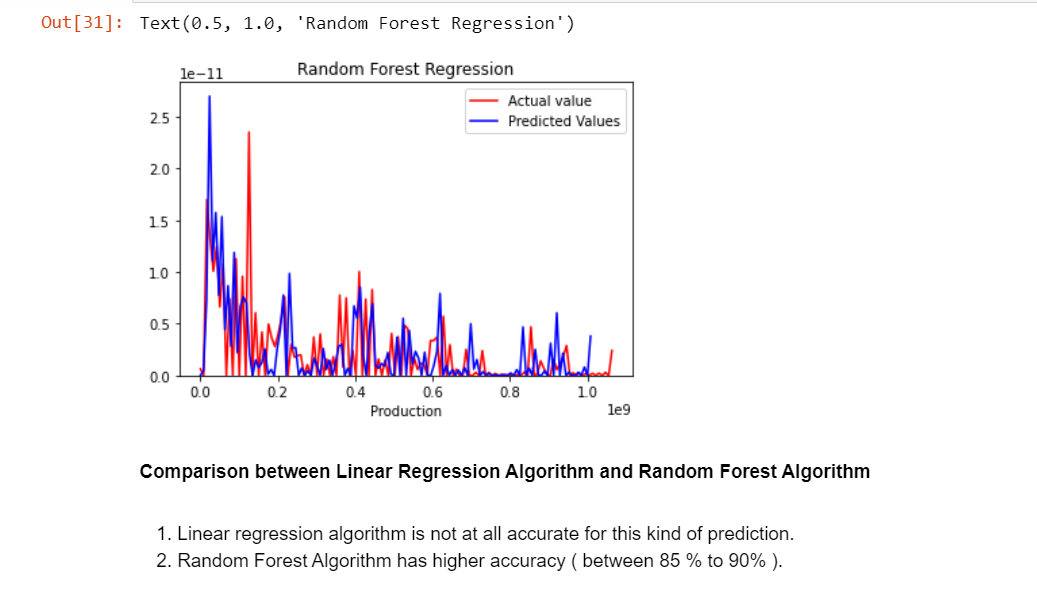 Out[31]: Text(0.5, 1.0, 'Random Forest Regression')
1e−11
Random Forest Regression
Actual value
Predicted Values
2.5
2.0
1.5
1.0
0.5
0.0
0.0 0.2 0.4 0.6 0.8 1.0
Production
1e9
Comparison between Linear Regression Algorithm and Random Forest Algorithm
1. Linear regression algorithm is not at all accurate for this kind of prediction.
2. Random Forest Algorithm has higher accuracy ( between 85 % to 90% ).